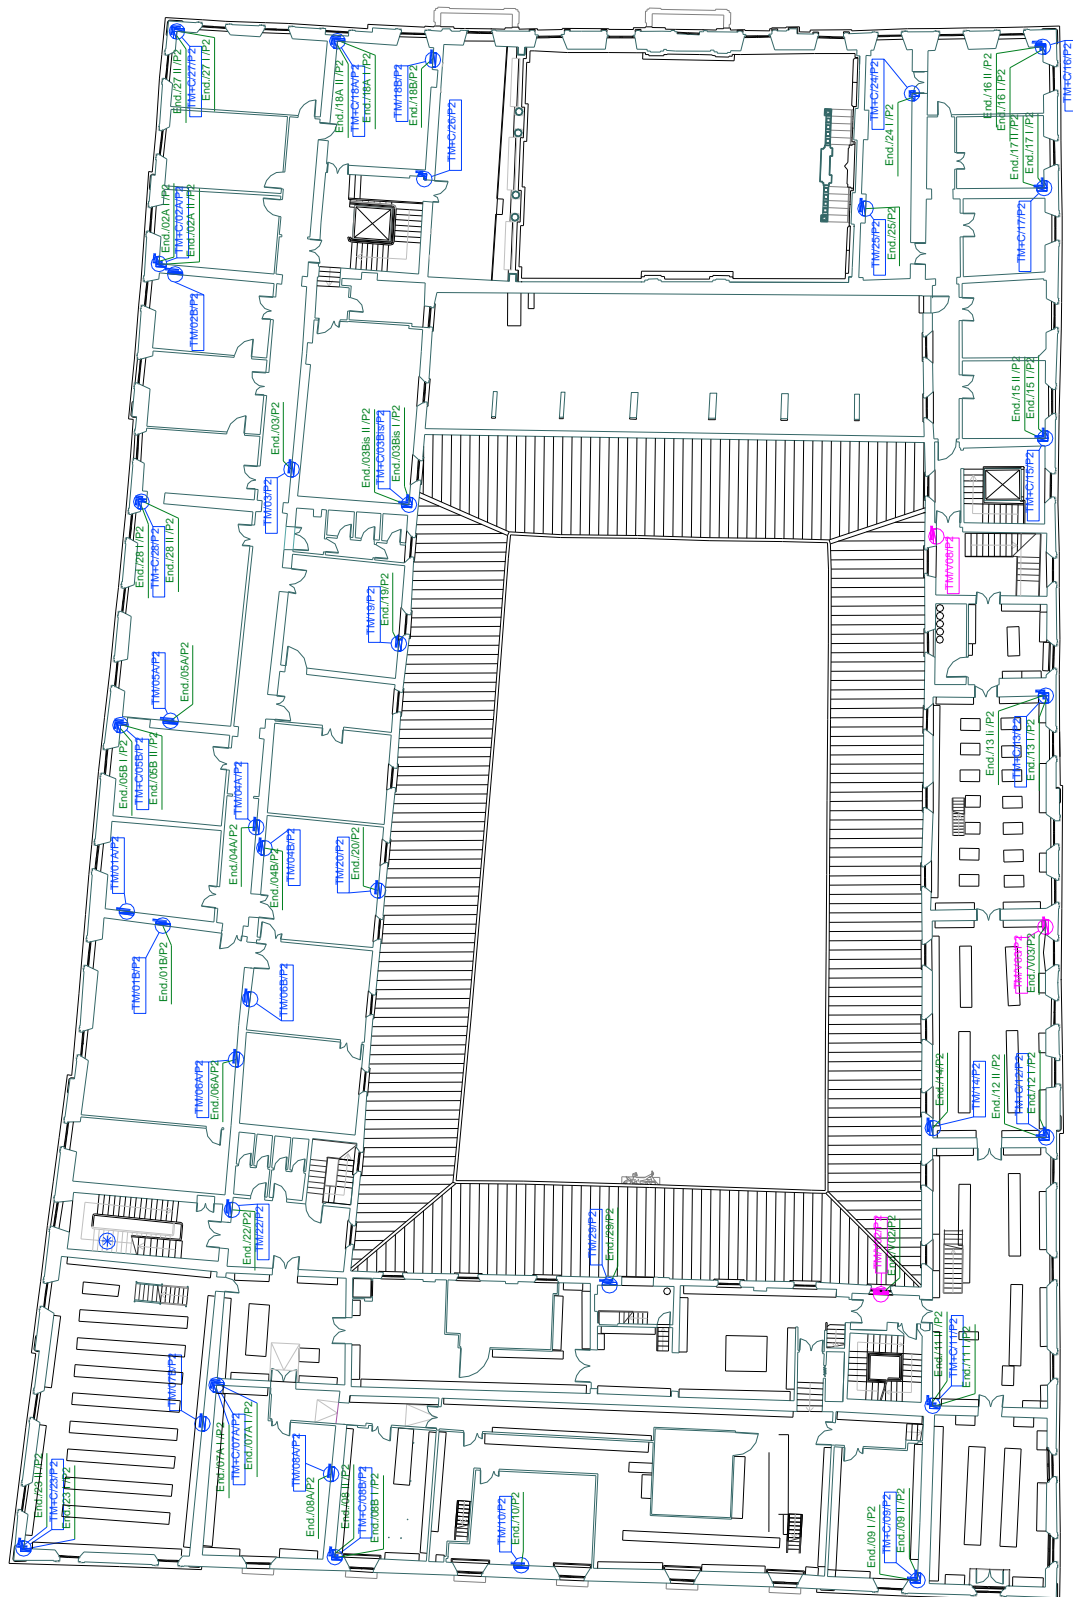 End./27 II /P2
TM+C/27/P2
End./27 I /P2
End./18A II /P2
TM+C/18A/P2
End./18A I /P2
TM/18B/P2
End./18B/P2
TM+C/26/P2
TM+C/24/P2
End./24 I /P2
End./16 II /P2
End./16 I /P2
TM+C/16/P2
End./17 II /P2
End./17 I /P2
TM+C/17/P2
TM/25/P2
End./25/P2
End./02A I /P2
TM+C/02A/P2
End./02A II /P2
TM/02B/P2
End./03/P2
TM/03/P2
End./03Bis II /P2
TM+C/03Bis/P2
End./03Bis I /P2
End./15 II /P2
End./15 I /P2
TM+C/15/P2
End./28 I /P2
TM+C/28/P2
End./28 II /P2
TM/V06/P2
TM/19/P2
End./19/P2
TM/05A/P2
End./05A/P2
End./05B I /P2
TM+C/05B/P2
End./05B II /P2
End./13 Ii /P2
TM+C/13/P2
End./13 I /P2
TM/04A/P2
End./04A/P2
TM/04B/P2
End./04B/P2
TM/20/P2
End./20/P2
TM/01A/P2
TM/01B/P2
End./01B/P2
TM/V03/P2
End./V03/P2
TM/06B/P2
TM/06A/P2
End./06A/P2
End./14/P2
TM/14/P2
End./12 II /P2
TM+C/12/P2
End./12 I /P2
End./22/P2
TM/22/P2
TM/29/P2
End./29/P2
TM/V02/P2
End./V02/P2
End./11 II /P2
TM+C/11/P2
End./11 I /P2
TM/07B/P2
End./07A I /P2
TM+C/07A/P2
End./07A I /P2
End./23 II /P2
TM+C/23/P2
End./23 I /P2
TM/08A/P2
End./08A/P2
End./08 II /P2
TM+C/08B/P2
End./08B I /P2
TM/10/P2
End./10/P2
End./09 I /P2
TM+C/09/P2
End./09 II /P2